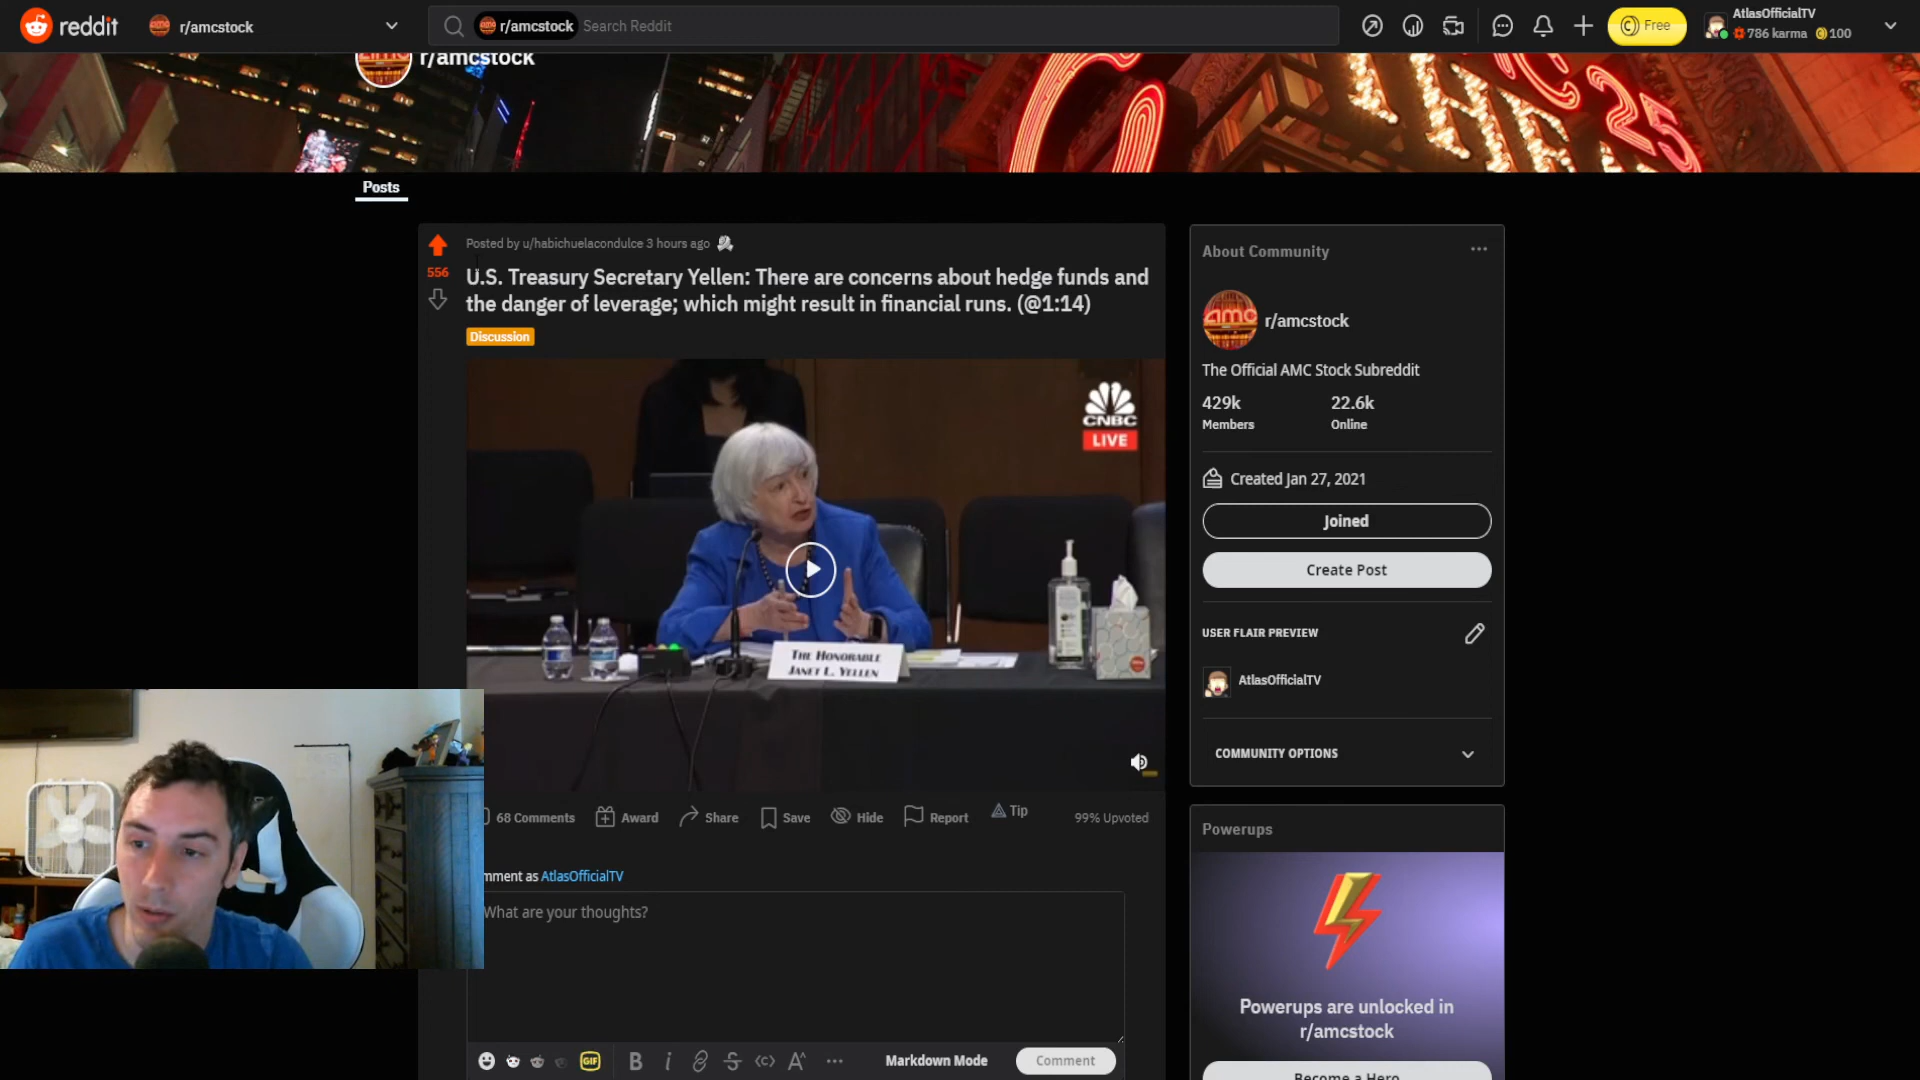 reddit
r/amcstock
r/amcstock
Search Reddit
Free
AtlasOfficialTV
786 karma
100
r/amcstock
Posts
Posted by u/habichuelacondulce 3 hours ago
556
U.S. Treasury Secretary Yellen: There are concerns about hedge funds and
the danger of leverage; which might result in financial runs. (@1:14)
Discussion
CNBC
LIVE
THE HONORABLE
JANET L. YELLEN
68 Comments
Award
Share
Save
Hide
Report
Tip
99% Upvoted
mment as AtlasOfficialTV
What are your thoughts?
GIF
B
i
Markdown Mode
Comment
About Community
amc
r/amcstock
The Official AMC Stock Subreddit
429k
Members
22.6k
Online
Created Jan 27, 2021
Joined
Create Post
USER FLAIR PREVIEW
AtlasOfficialTV
COMMUNITY OPTIONS
Powerups
Powerups are unlocked in
r/amcstock
Become a Hero